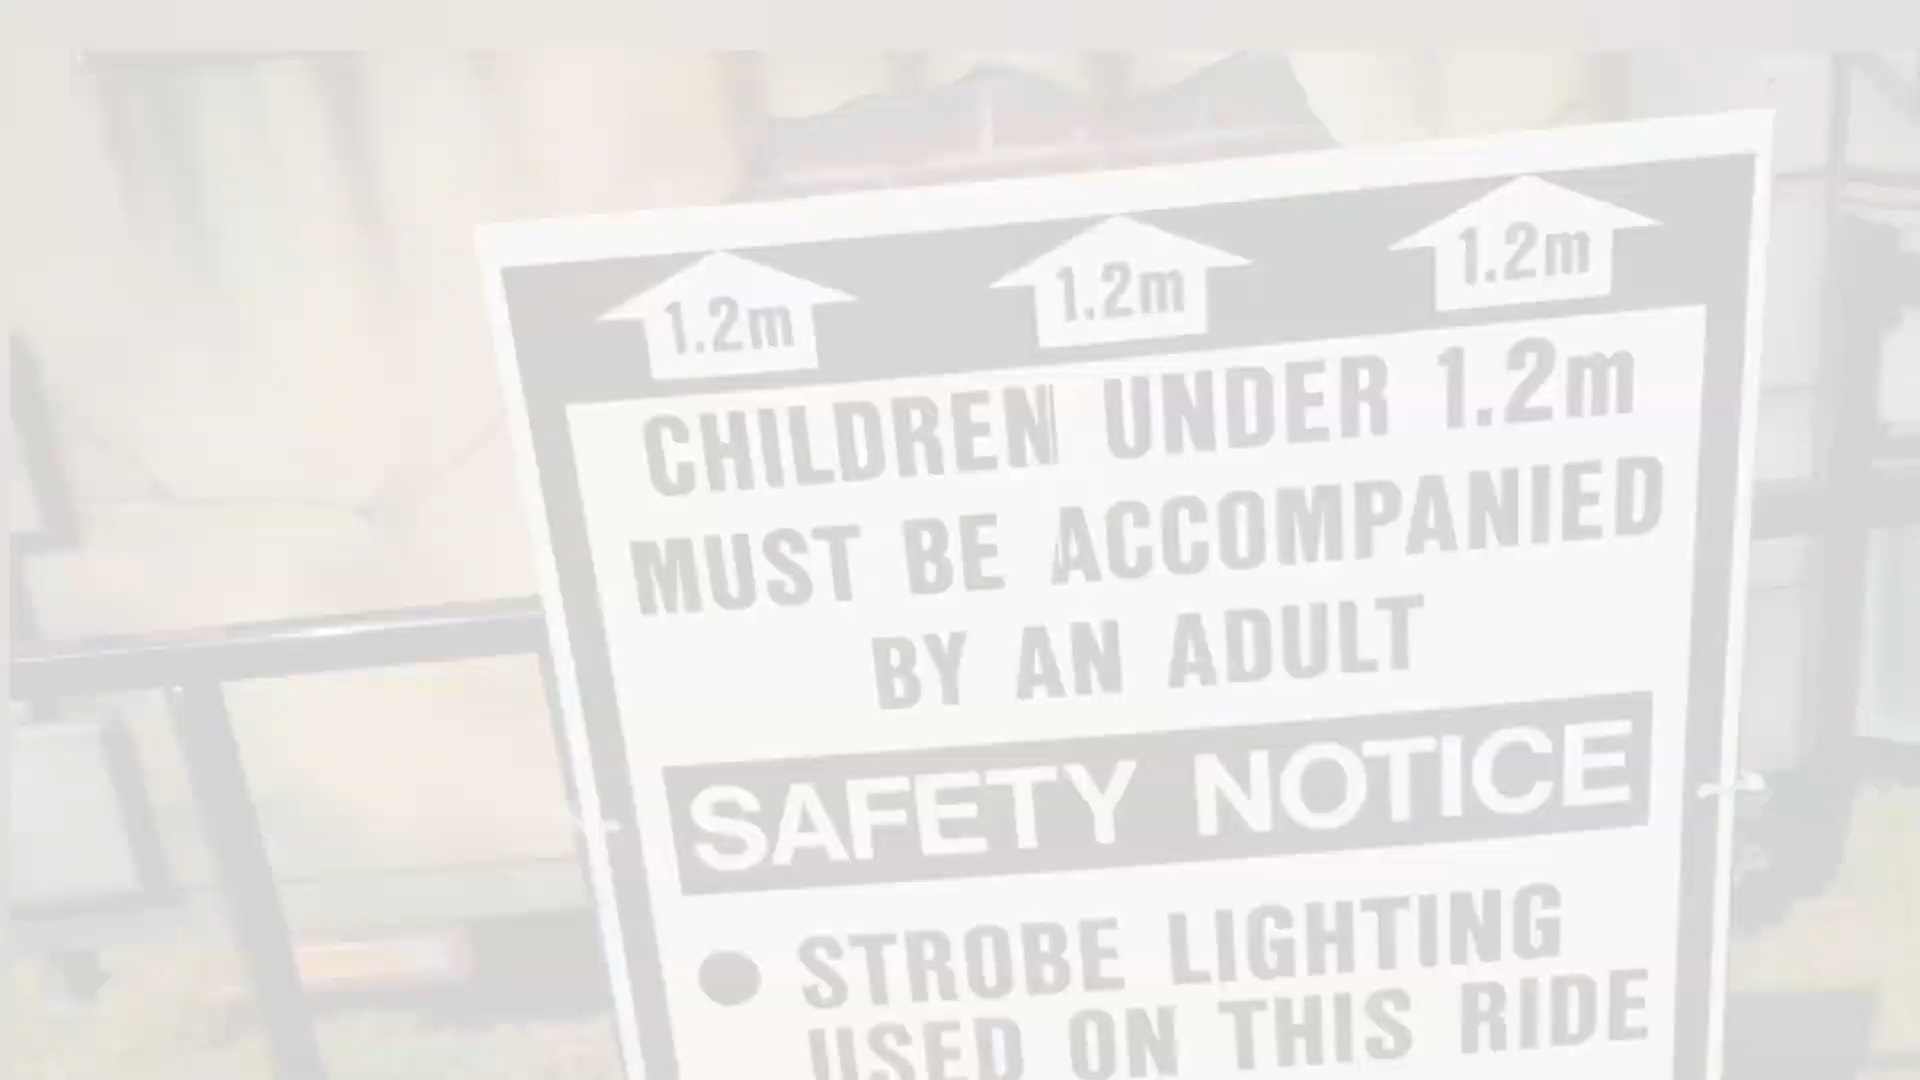 1.2m 1.2m 1.2m
CHILDREN UNDER 1.2m
MUST BE ACCOMPANIED
BY AN ADULT
SAFETY NOTICE
● STROBE LIGHTING
USED ON THIS RIDE